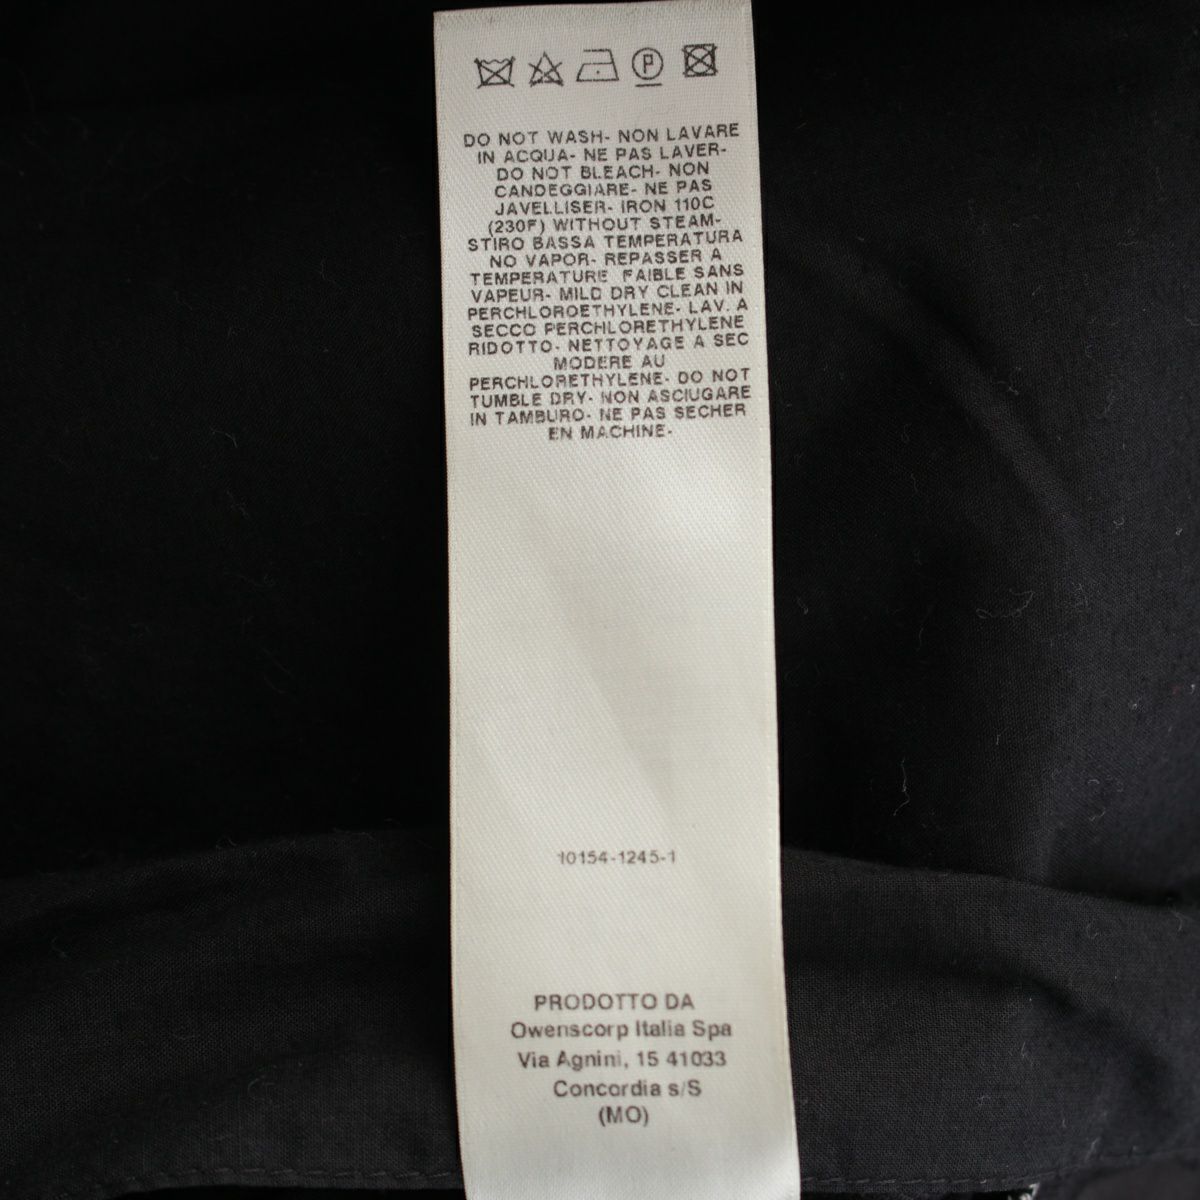 P
DO NOT WASH- NON LAVARE
IN ACQUA- NE PAS LAVER-
DO NOT BLEACH- NON
CANDEGGIARE- NE PAS
JAVELLISER- IRON 110C
(230F) WITHOUT STEAM-
STIRO BASSA TEMPERATURA
NO VAPOR- REPASSER A
TEMPERATURE FAIBLE SANS
VAPEUR- MILD DRY CLEAN IN
PERCHLOROETHYLENE- LAV. A
SECCO PERCHLORETHYLENE
RIDOTTO- NETTOYAGE A SEC
MODERE AU
PERCHLORETHYLENE- DO NOT
TUMBLE DRY- NON ASCIUGARE
IN TAMBURO- NE PAS SECHER
EN MACHINE-
10154-1245-1
PRODOTTO DA
Owenscorp Italia Spa
Via Agnini, 15 41033
Concordia s/S
(MO)